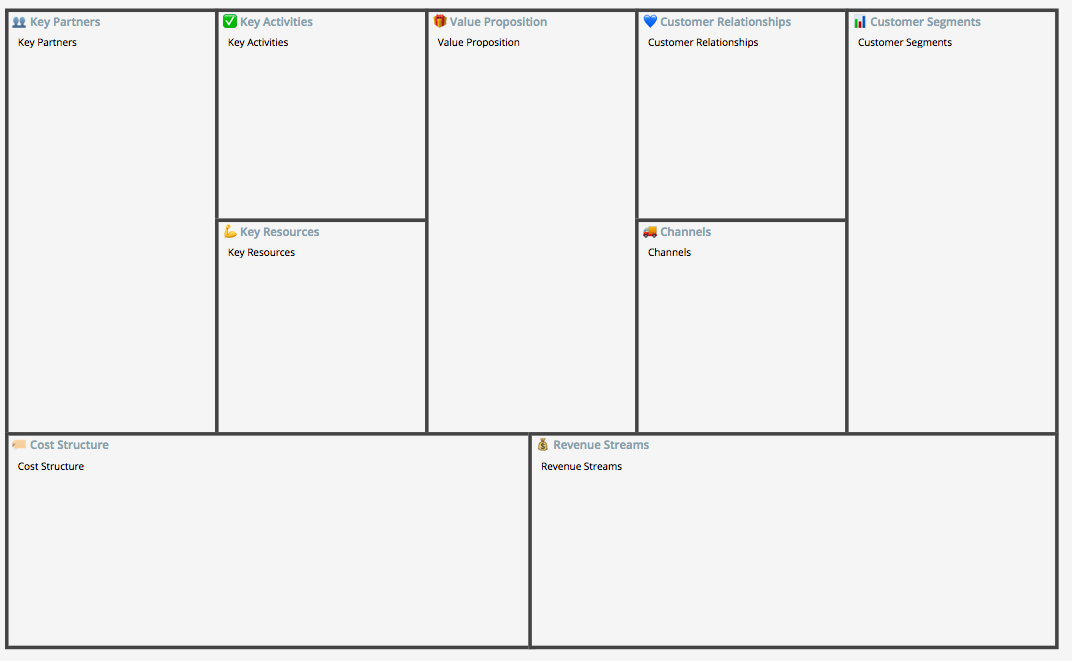 Key Partners
Key Partners
Key Activities
Key Activities
Key Resources
Key Resources
Value Proposition
Value Proposition
Customer Relationships
Customer Relationships
Channels
Channels
Customer Segments
Customer Segments
Cost Structure
Cost Structure
Revenue Streams
Revenue Streams